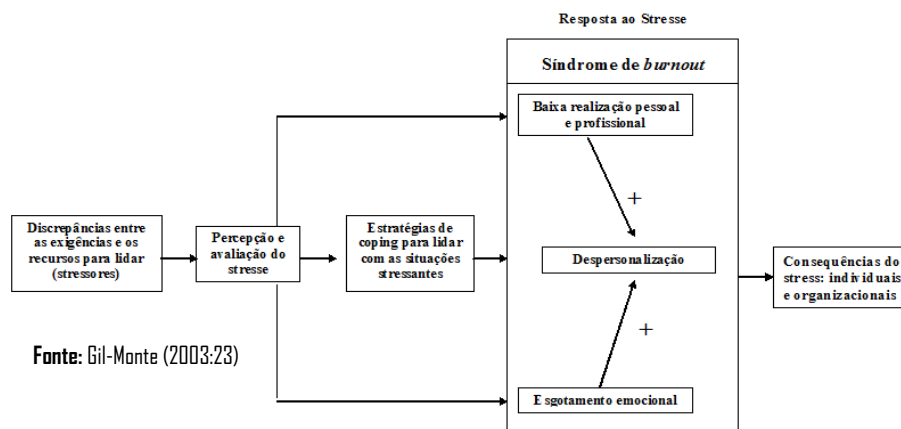 Resposta ao Stresse
Síndrome de burnout
Baixa realização pessoal
e profissional
+
Discrepâncias entre
as exigências e os
recursos para lidar
(stressores)
Percepção e
avaliação do
stresse
Estratégias de
coping para lidar
com as situações
stressantes
Despersonalização
Consequências do
stress: individuais
e organizacionais
+
Esgotamento emocional
Fonte: Gil-Monte (2003:23)